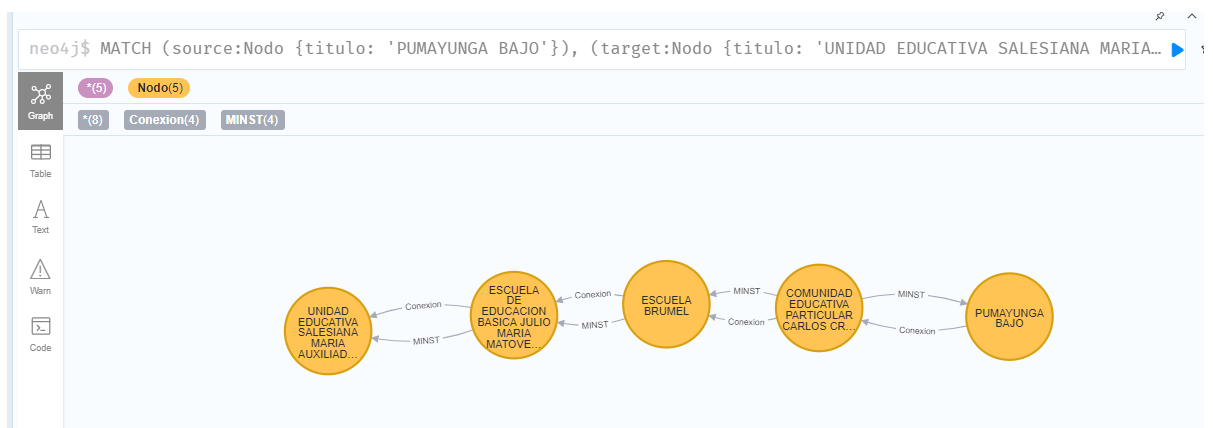 neo4j$ MATCH (source:Nodo {titulo: 'PUMAYUNGA BAJO'}), (target:Nodo {titulo: 'UNIDAD EDUCATIVA SALESIANA MARIA…
*(5) Nodo(5)
*(8) Conexion(4) MINST(4)
Graph
Table
Text
Warn
Code
UNIDAD
EDUCATIVA
SALESIANA
MARIA
AUXILIAD…
Conexion
MINST
ESCUELA
DE
EDUCACION
BASICA JULIO
MARIA
MATOVE…
Conexion
MINST
ESCUELA
BRUMEL
MINST
Conexion
COMUNIDAD
EDUCATIVA
PARTICULAR
CARLOS CR…
MINST
Conexion
PUMAYUNGA
BAJO